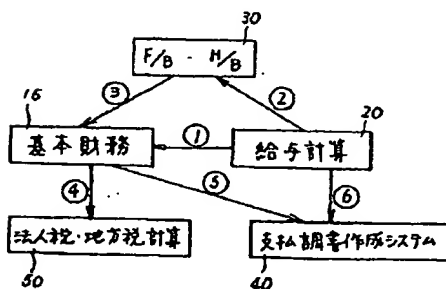 30
F/B - H/B
③
②
16
20
基本財務
①
給与計算
④
⑤
⑥
法人税・地方税計算
支払調書作成システム
50
40